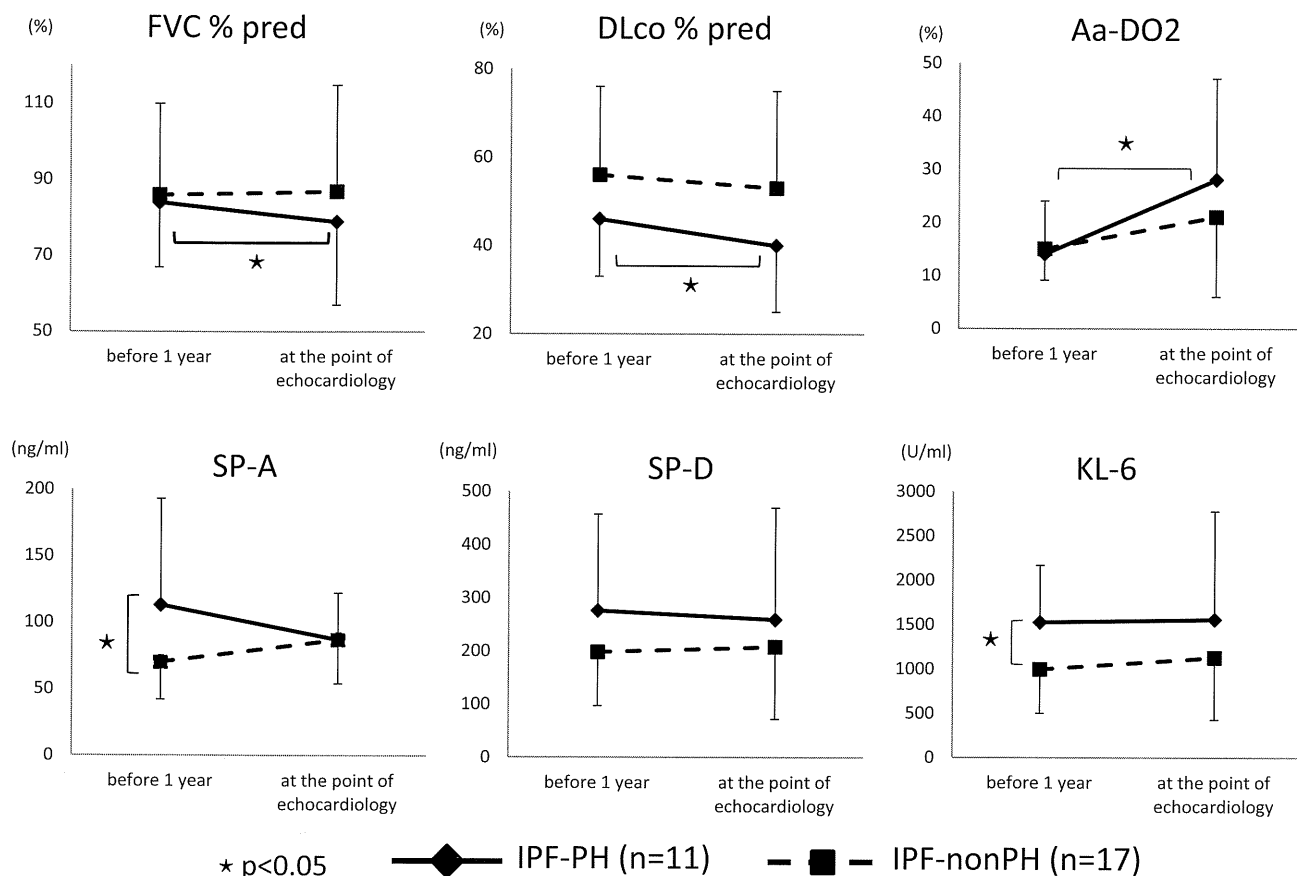 FVC % pred
(%)
110
90
70
50
★
before 1 year
at the point of
echocardiology
DLco % pred
(%)
80
60
40
20
★
before 1 year
at the point of
echocardiology
Aa-DO2
(%)
50
40
30
20
10
0
★
before 1 year
at the point of
echocardiology
(ng/ml)
SP-A
200
150
100
50
0
★
before 1 year
at the point of
echocardiology
(ng/ml)
SP-D
500
400
300
200
100
0
before 1 year
at the point of
echocardiology
(U/ml)
KL-6
3000
2500
2000
1500
1000
500
0
★
before 1 year
at the point of
echocardiology
★ p<0.05
IPF-PH (n=11)
IPF-nonPH (n=17)